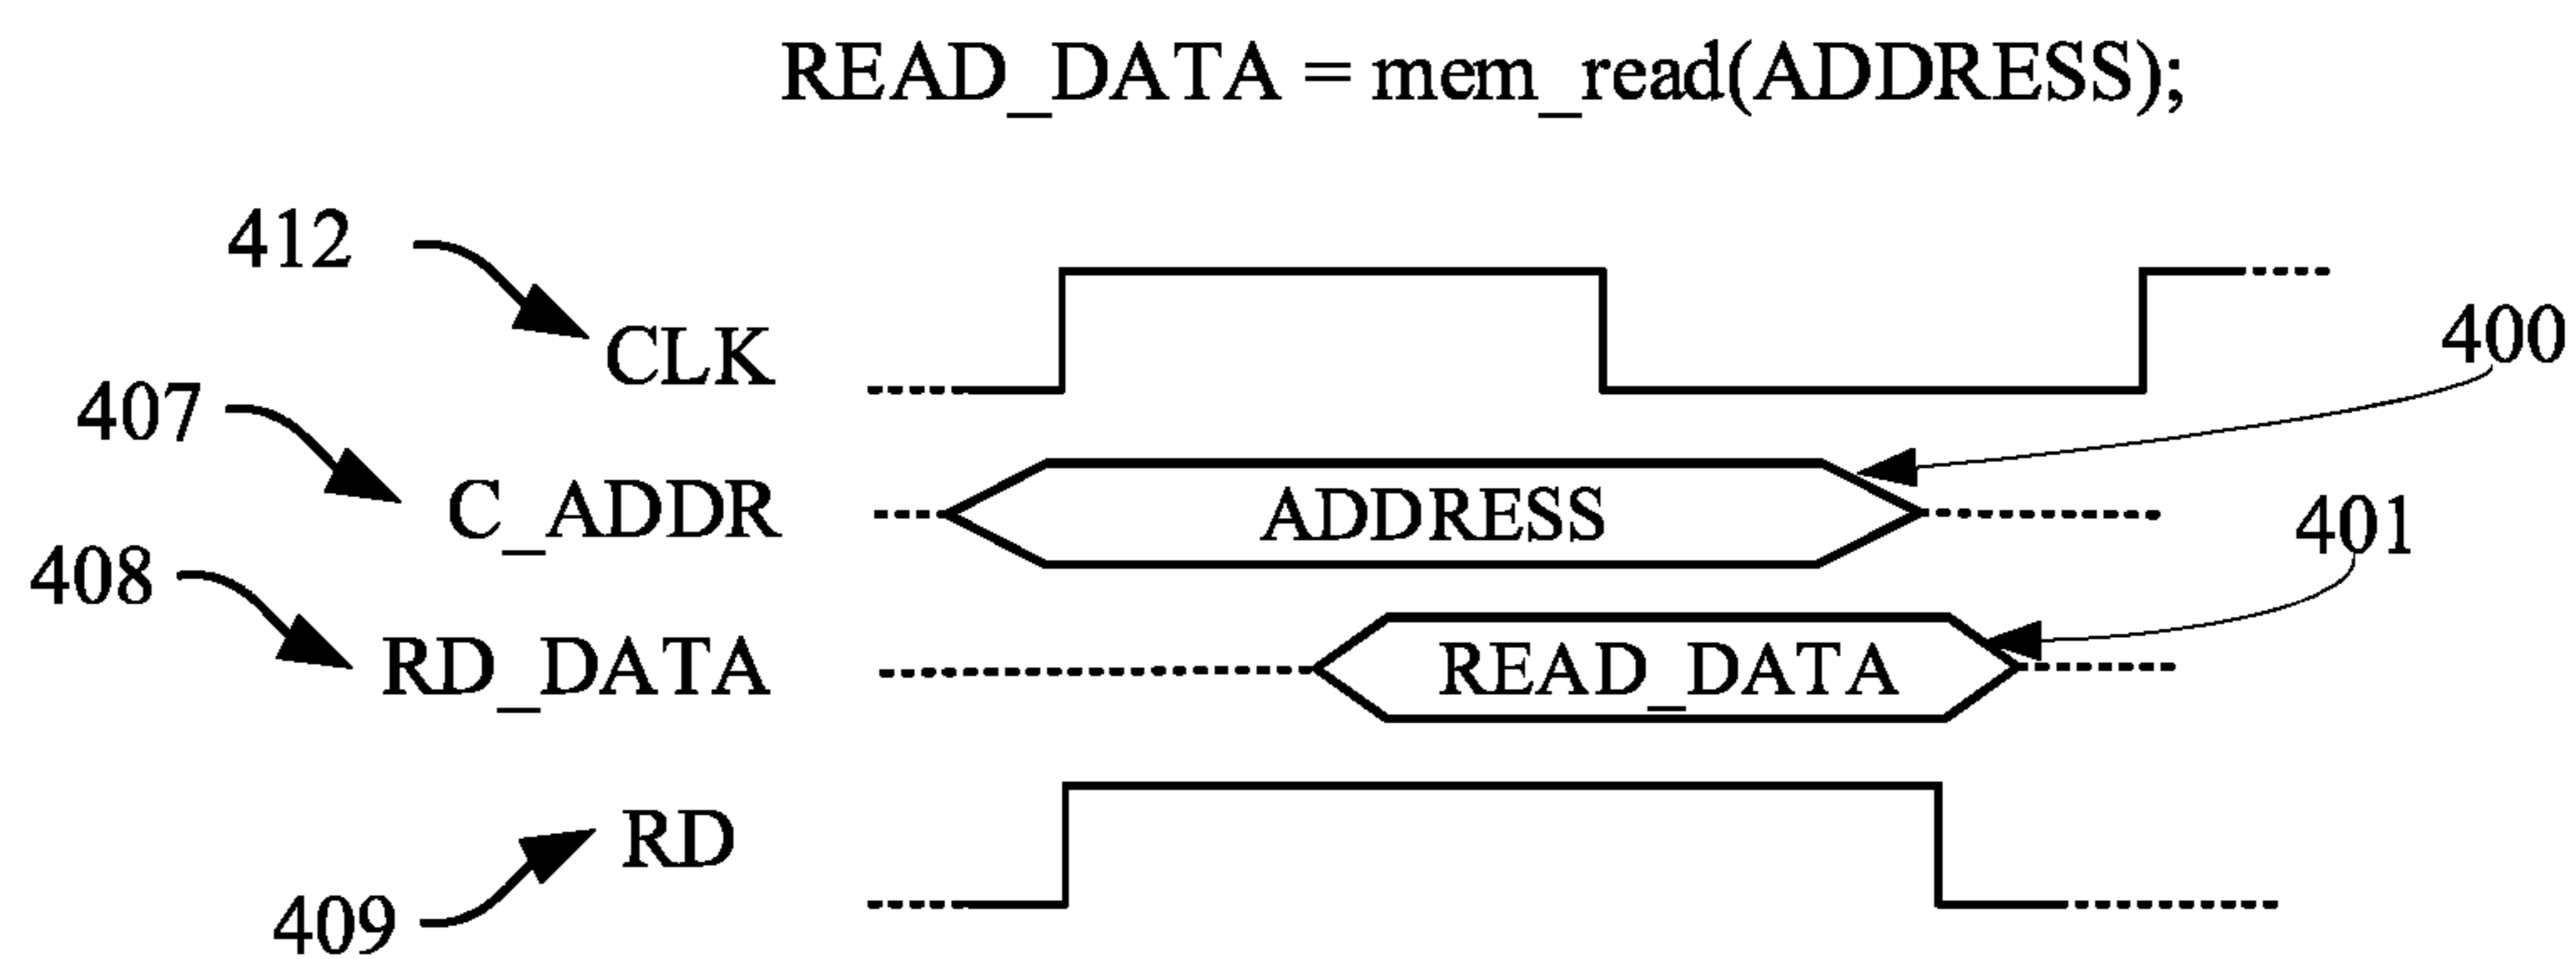 READ_DATA = mem_read(ADDRESS);
412
CLK
400
407
C_ADDR
ADDRESS
401
408
RD_DATA
READ_DATA
RD
409